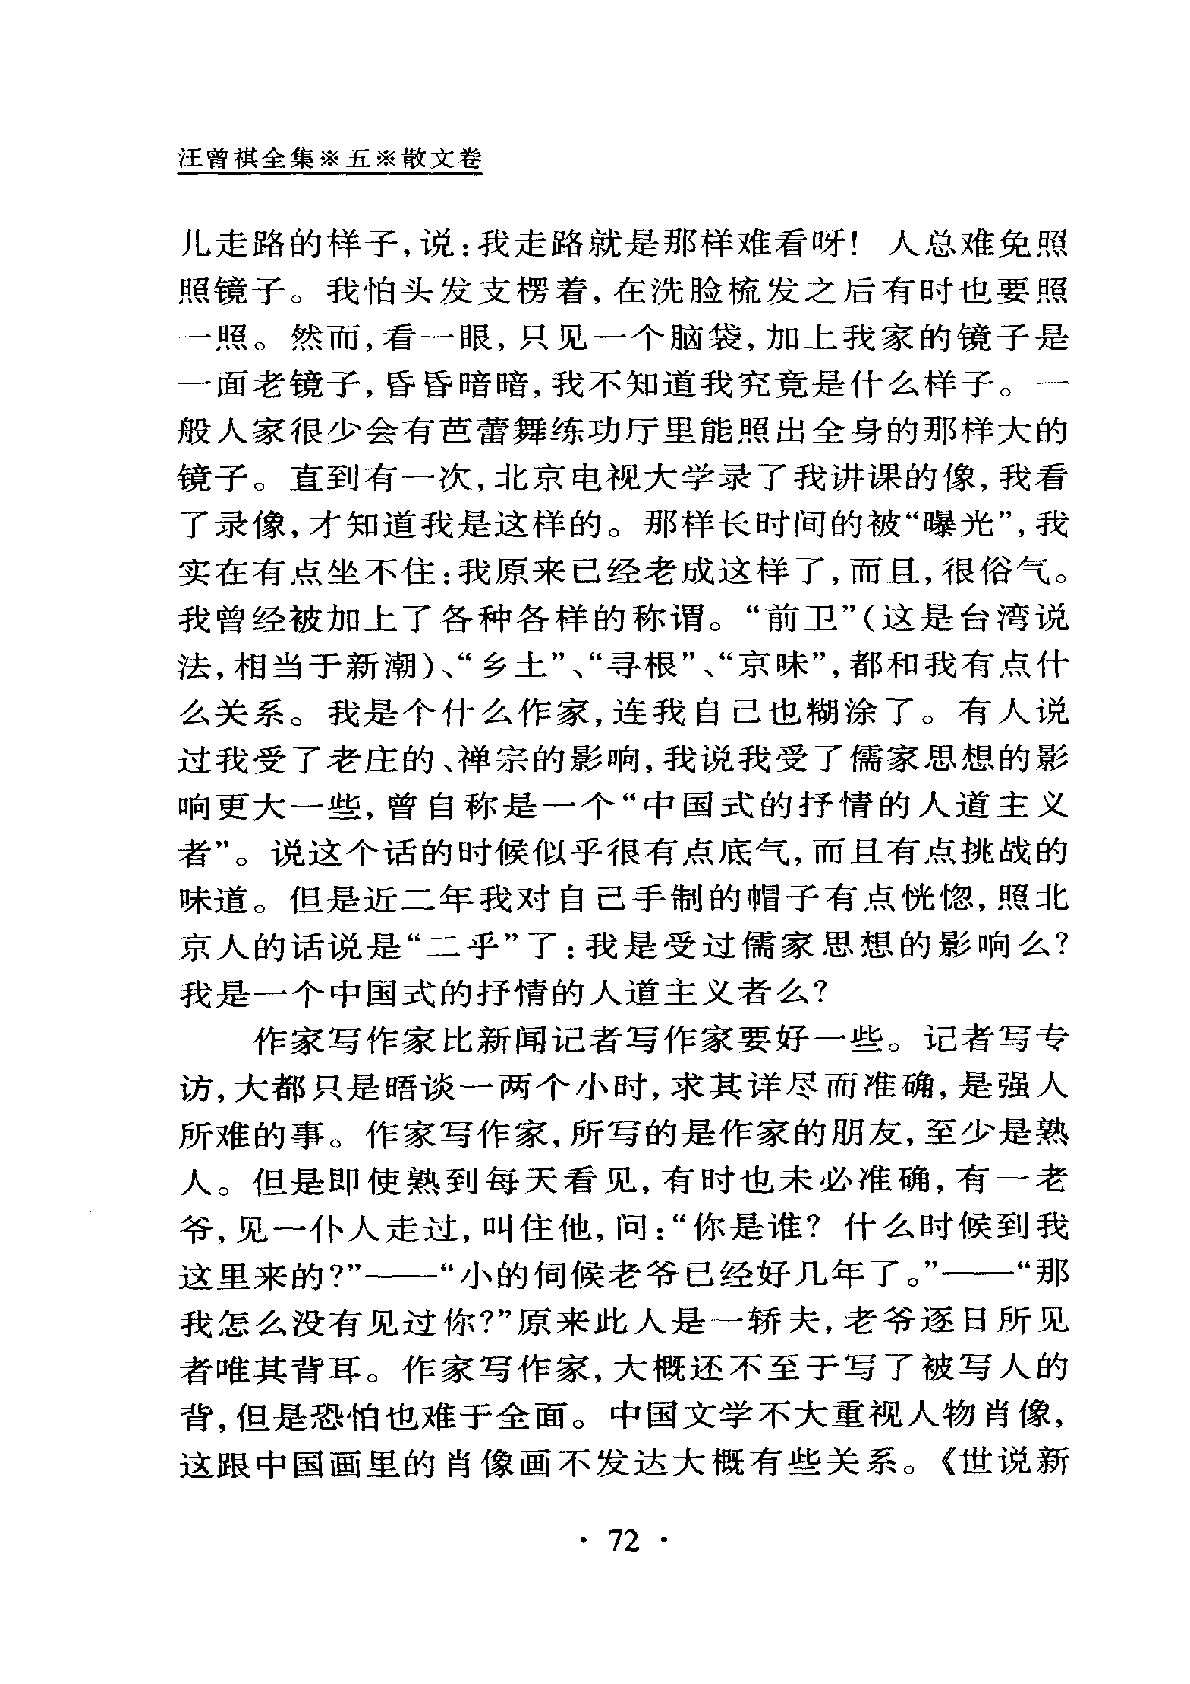 汪曾祺全集※五※散文卷
儿走路的样子,说:我走路就是那样难看呀! 人总难免照
照镜子。我怕头发支楞着,在洗脸梳发之后有时也要照
一照。然而,看一眼,只见一个脑袋,加上我家的镜子是
一面老镜子,昏昏暗暗,我不知道我究竟是什么样子。一
般人家很少会有芭蕾舞练功厅里能照出全身的那样大的
镜子。直到有一次,北京电视大学录了我讲课的像,我看
了录像,才知道我是这样的。那样长时间的被“曝光”,我
实在有点坐不住:我原来已经老成这样了,而且,很俗气。
我曾经被加上了各种各样的称谓。“前卫”(这是台湾说
法,相当于新潮)、“乡土”、“寻根”、“京味”,都和我有点什
么关系。我是个什么作家,连我自己也糊涂了。有人说
过我受了老庄的、禅宗的影响,我说我受了儒家思想的影
响更大一些,曾自称是一个“中国式的抒情的人道主义
者”。说这个话的时候似乎很有点底气,而且有点挑战的
味道。但是近二年我对自己手制的帽子有点恍惚,照北
京人的话说是“二乎”了:我是受过儒家思想的影响么?
我是一个中国式的抒情的人道主义者么?
作家写作家比新闻记者写作家要好一些。记者写专
访,大都只是晤谈一两个小时,求其详尽而准确,是强人
所难的事。作家写作家,所写的是作家的朋友,至少是熟
人。但是即使熟到每天看见,有时也未必准确,有一老
爷,见一仆人走过,叫住他,问:“你是谁? 什么时候到我
这里来的?”——“小的伺候老爷已经好几年了。”——“那
我怎么没有见过你?”原来此人是一轿夫,老爷逐日所见
者唯其背耳。作家写作家,大概还不至于写了被写人的
背,但是恐怕也难于全面。中国文学不大重视人物肖像,
这跟中国画里的肖像画不发达大概有些关系。《世说新
· 72 ·